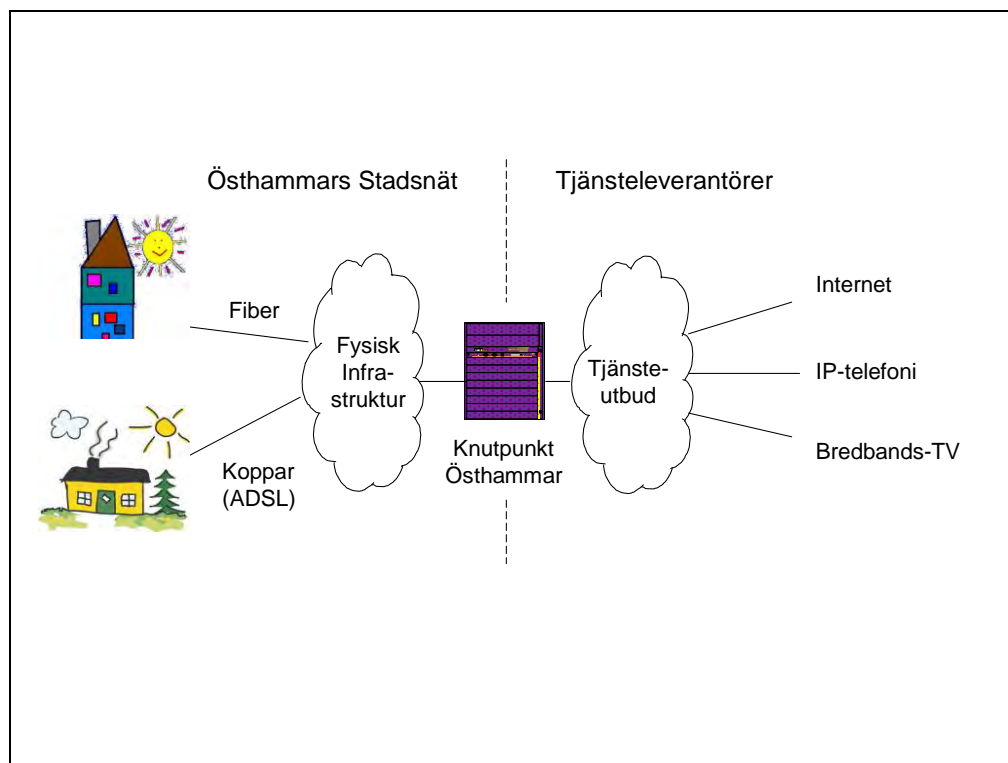 Östhammars Stadsnät
Tjänsteleverantörer
Fiber
Fysisk
Infra-
struktur
Koppar
(ADSL)
Knutpunkt
Östhammar
Tjänste-
utbud
Internet
IP-telefoni
Bredbands-TV